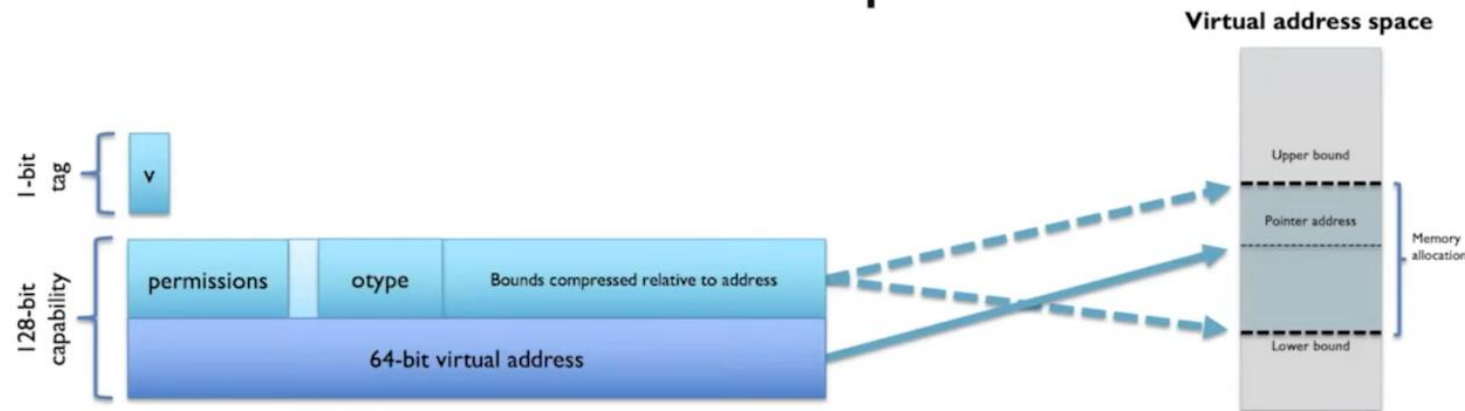 Virtual address space
1-bit
tag
v
Upper bound
Pointer address
Memory
allocation
128-bit
capability
permissions
otype
Bounds compressed relative to address
64-bit virtual address
Lower bound